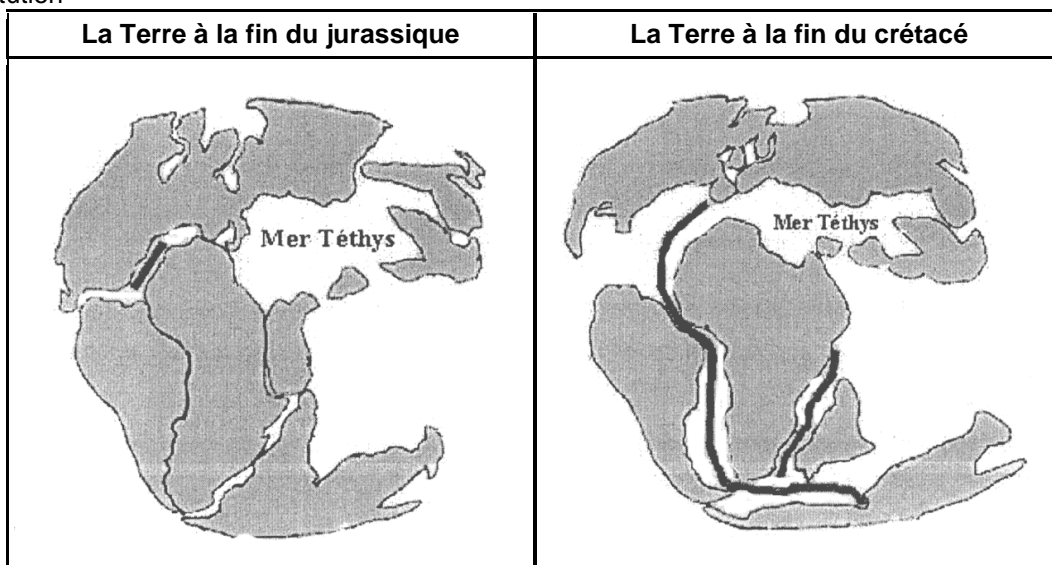 La Terre à la fin du jurassique
La Terre à la fin du crétacé
Mer Téthys
Mer Téthys